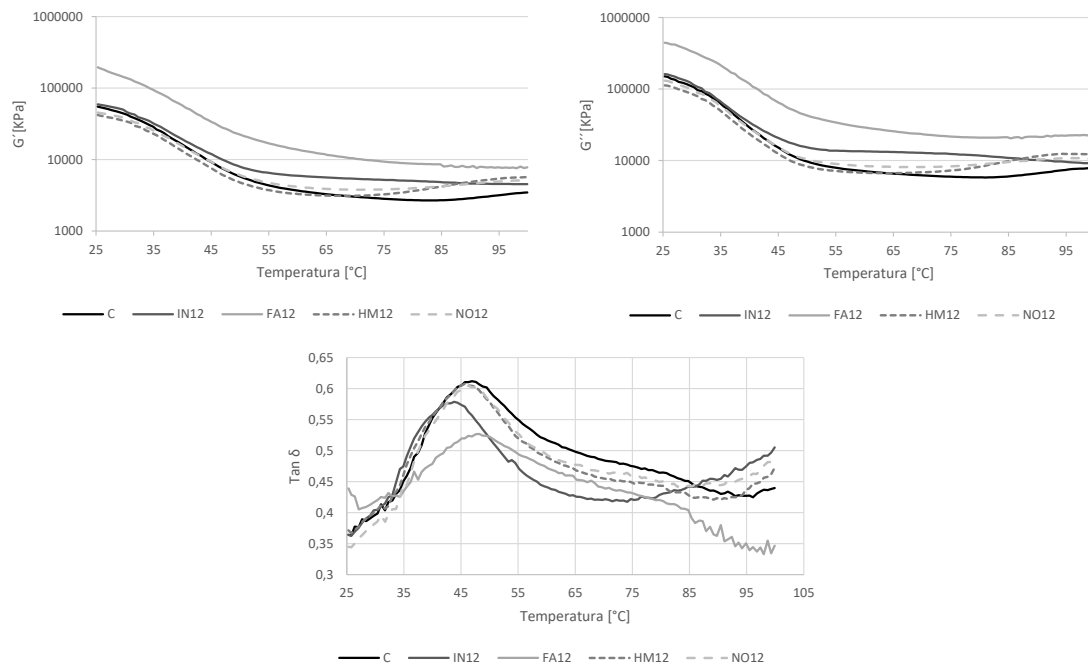 1000000
100000
10000
1000
G´[KPa]
25 35 45 55 65 75 85 95
Temperatura [°C]
C IN12 FA12 HM12 NO12
1000000
100000
10000
1000
G´´[KPa]
25 35 45 55 65 75 85 95
Temperatura [°C]
C IN12 FA12 HM12 NO12
0,65
0,6
0,55
0,5
0,45
0,4
0,35
0,3
Tan δ
25 35 45 55 65 75 85 95 105
Temperatura [°C]
C IN12 FA12 HM12 NO12